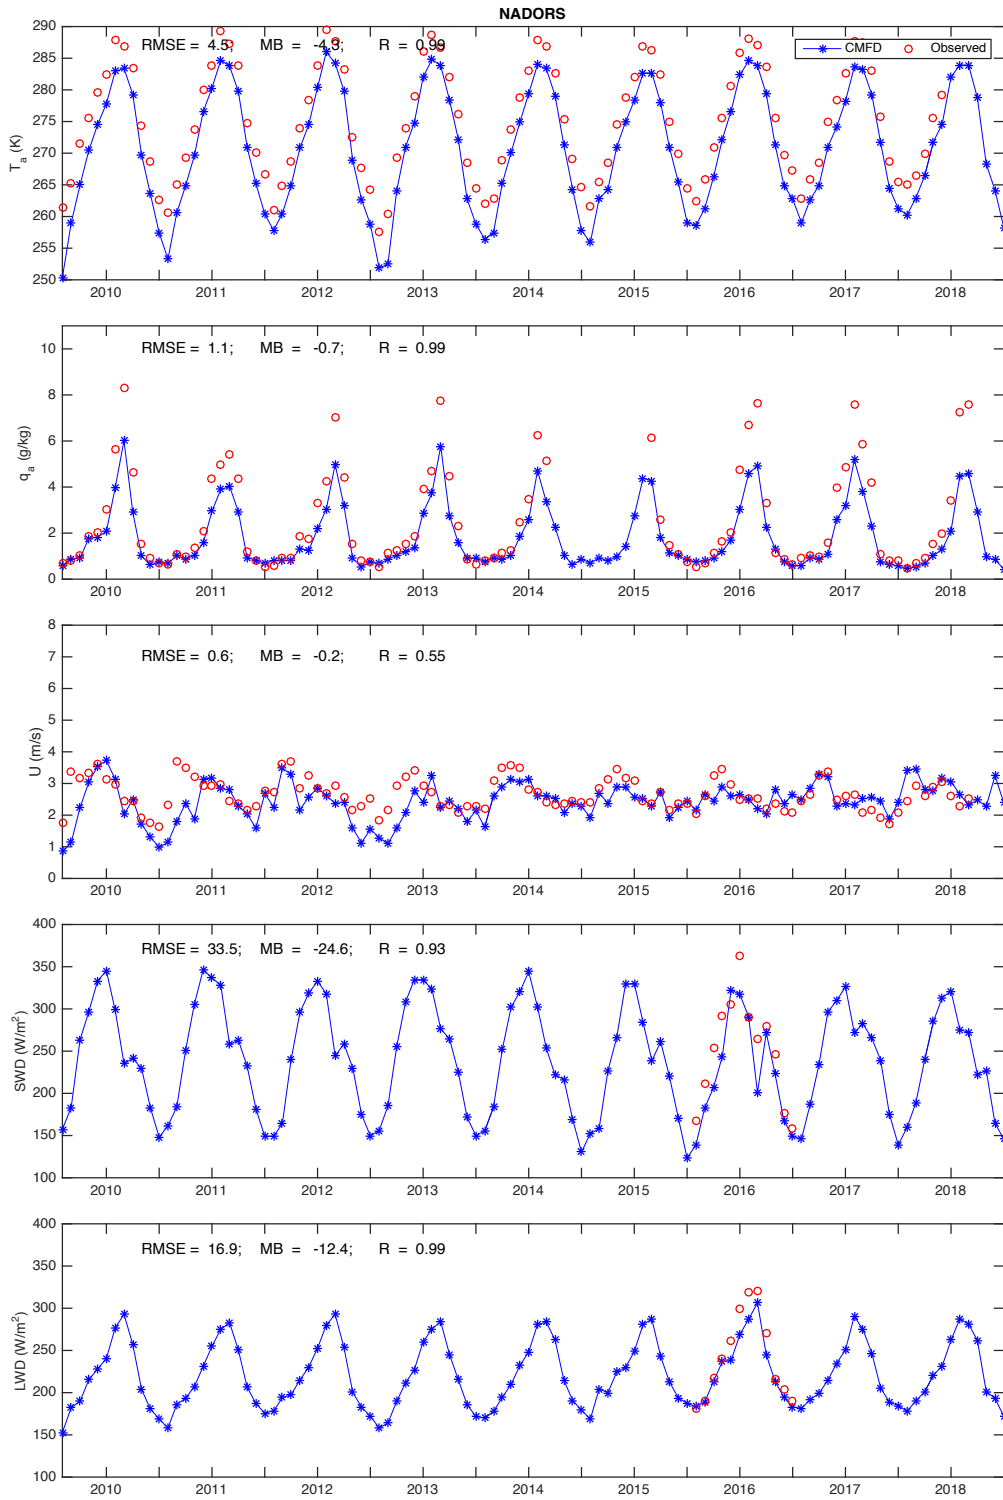 NADORS
RMSE = 4.5; MB = -4.3; R = 0.99
CMFD Observed
290
285
280
275
270
265
260
255
250
T_a (K)
2010 2011 2012 2013 2014 2015 2016 2017 2018
RMSE = 1.1; MB = -0.7; R = 0.99
10
8
6
4
2
0
q_a (g/kg)
2010 2011 2012 2013 2014 2015 2016 2017 2018
RMSE = 0.6; MB = -0.2; R = 0.55
8
7
6
5
4
3
2
1
0
U (m/s)
2010 2011 2012 2013 2014 2015 2016 2017 2018
RMSE = 33.5; MB = -24.6; R = 0.93
400
350
300
250
200
150
100
SWD (W/m²)
2010 2011 2012 2013 2014 2015 2016 2017 2018
RMSE = 16.9; MB = -12.4; R = 0.99
400
350
300
250
200
150
100
LWD (W/m²)
2010 2011 2012 2013 2014 2015 2016 2017 2018